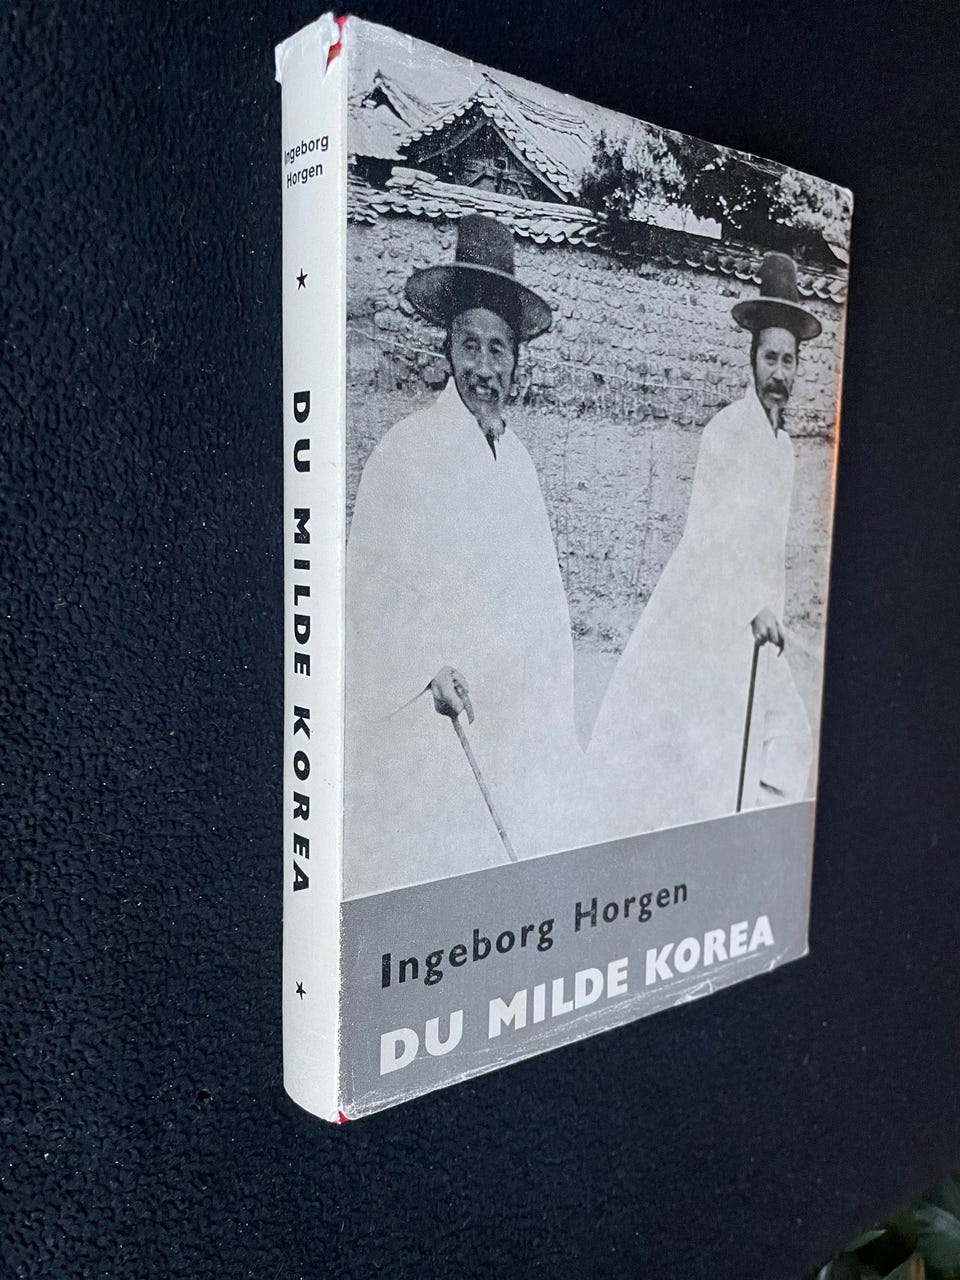 Ingeborg
Horgen
★
DU MILDE KOREA
★
Ingeborg Horgen
DU MILDE KOREA